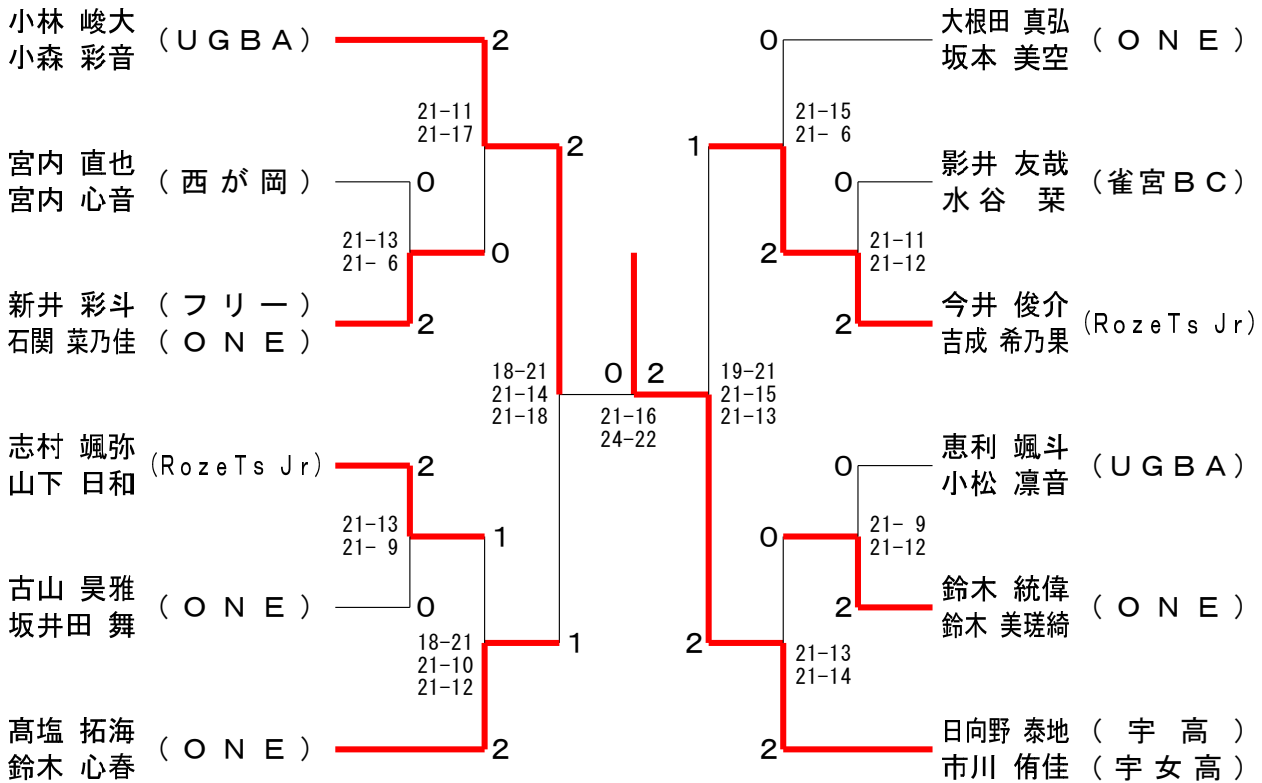 小林 峻大
小森 彩音
(UGBA)
2
21-11
21-17
宮内 直也
宮内 心音
(西が岡)
0
2
21-13
21- 6
0
新井 彩斗 (フリー)
石関 菜乃佳 (ONE)
2
18-21
21-14
21-18
志村 颯弥
山下 日和
(RozeTs Jr)
2
21-13
21- 9
1
古山 昊雅
坂井田 舞
(ONE)
0
18-21
21-10
21-12
1
髙塩 拓海
鈴木 心春
(ONE)
2
0 2
21-16
24-22
大根田 真弘
坂本 美空
(ONE)
0
21-15
21- 6
1
影井 友哉
水谷 栞
(雀宮BC)
0
2
21-11
21-12
今井 俊介
吉成 希乃果
(RozeTs Jr)
2
19-21
21-15
21-13
恵利 颯斗
小松 凛音
(UGBA)
0
0
21- 9
21-12
鈴木 統偉
鈴木 美瑳綺
(ONE)
2
2
21-13
21-14
日向野 泰地 (宇高)
市川 侑佳 (宇女高)
2